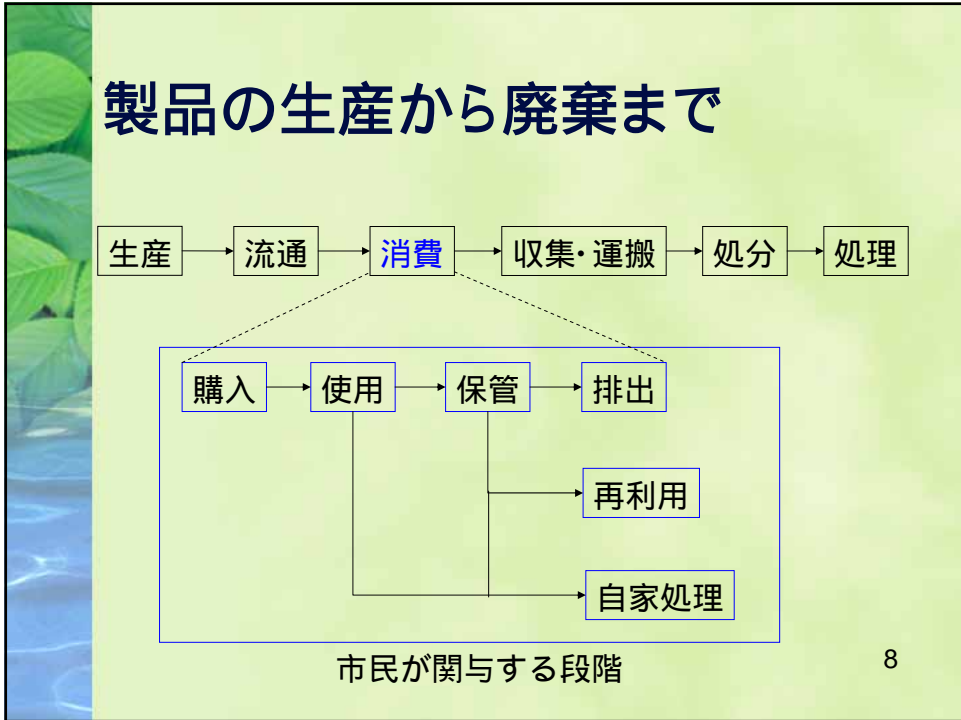 製品の生産から廃棄まで
生産 流通 消費 収集・運搬 処分 処理
購入 使用 保管 排出
再利用
自家処理
市民が関与する段階
8